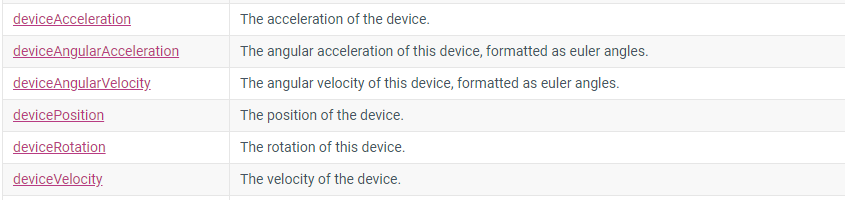 deviceAcceleration The acceleration of the device.
deviceAngularAcceleration The angular acceleration of this device, formatted as euler angles.
deviceAngularVelocity The angular velocity of this device, formatted as euler angles.
devicePosition The position of the device.
deviceRotation The rotation of this device.
deviceVelocity The velocity of the device.